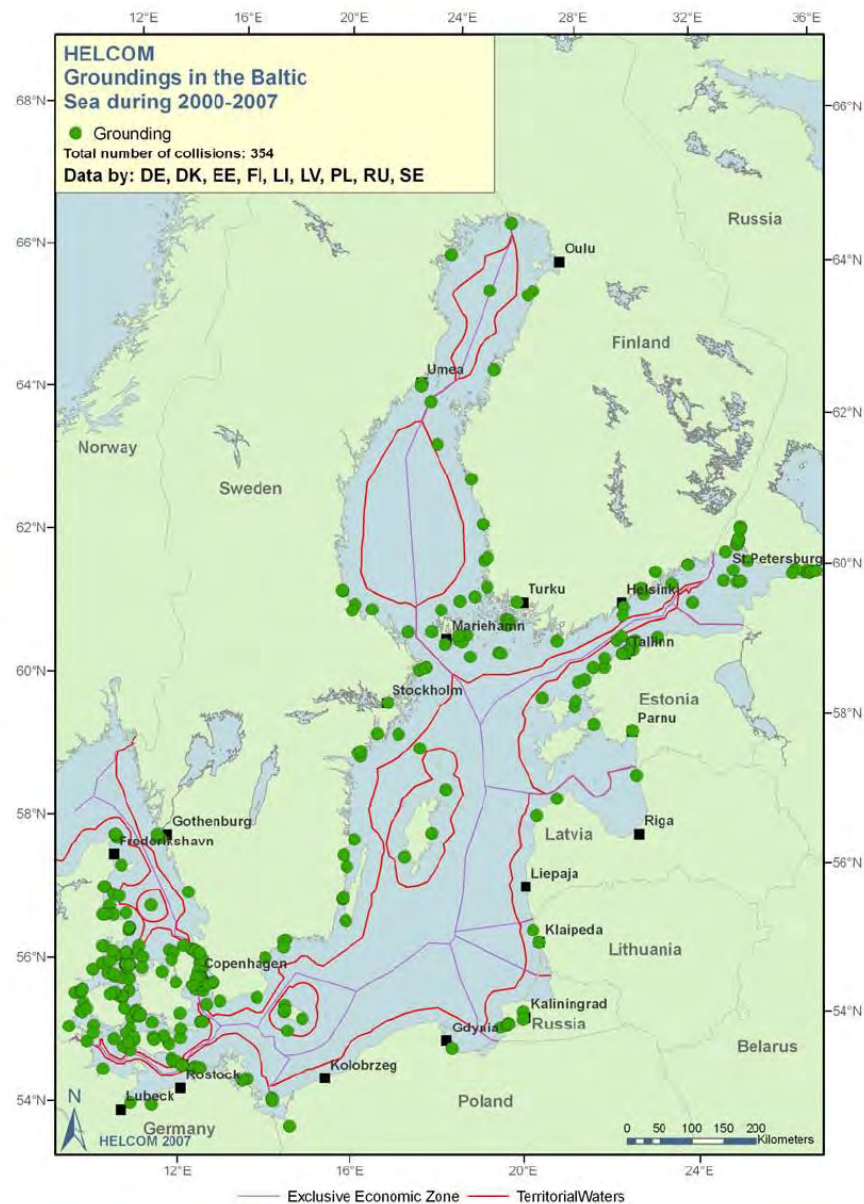 12°E 16°E 20°E 24°E 28°E 32°E 36°E
HELCOM
Groundings in the Baltic
Sea during 2000-2007
Grounding
Total number of collisions: 354
Data by: DE, DK, EE, FI, LI, LV, PL, RU, SE
68°N
66°N
Russia
66°N
Oulu
64°N
Finland
64°N
Umea
62°N
Norway
Sweden
62°N
St.Petersburg
60°N
Turku
Helsinki
Mariehamn
Tallinn
60°N
Stockholm
Estonia
58°N
Parnu
58°N
Gothenburg
Frederikshavn
Latvia
Riga
56°N
Liepaja
56°N
Copenhagen
Klaipeda
Lithuania
Kaliningrad
Russia
54°N
Gdynia
Belarus
Rostock
Kolobrzeg
54°N
Lubeck
Poland
N
Germany
HELCOM 2007
0 50 100 150 200
Kilometers
12°E 16°E 20°E 24°E
Exclusive Economic Zone
TerritorialWaters